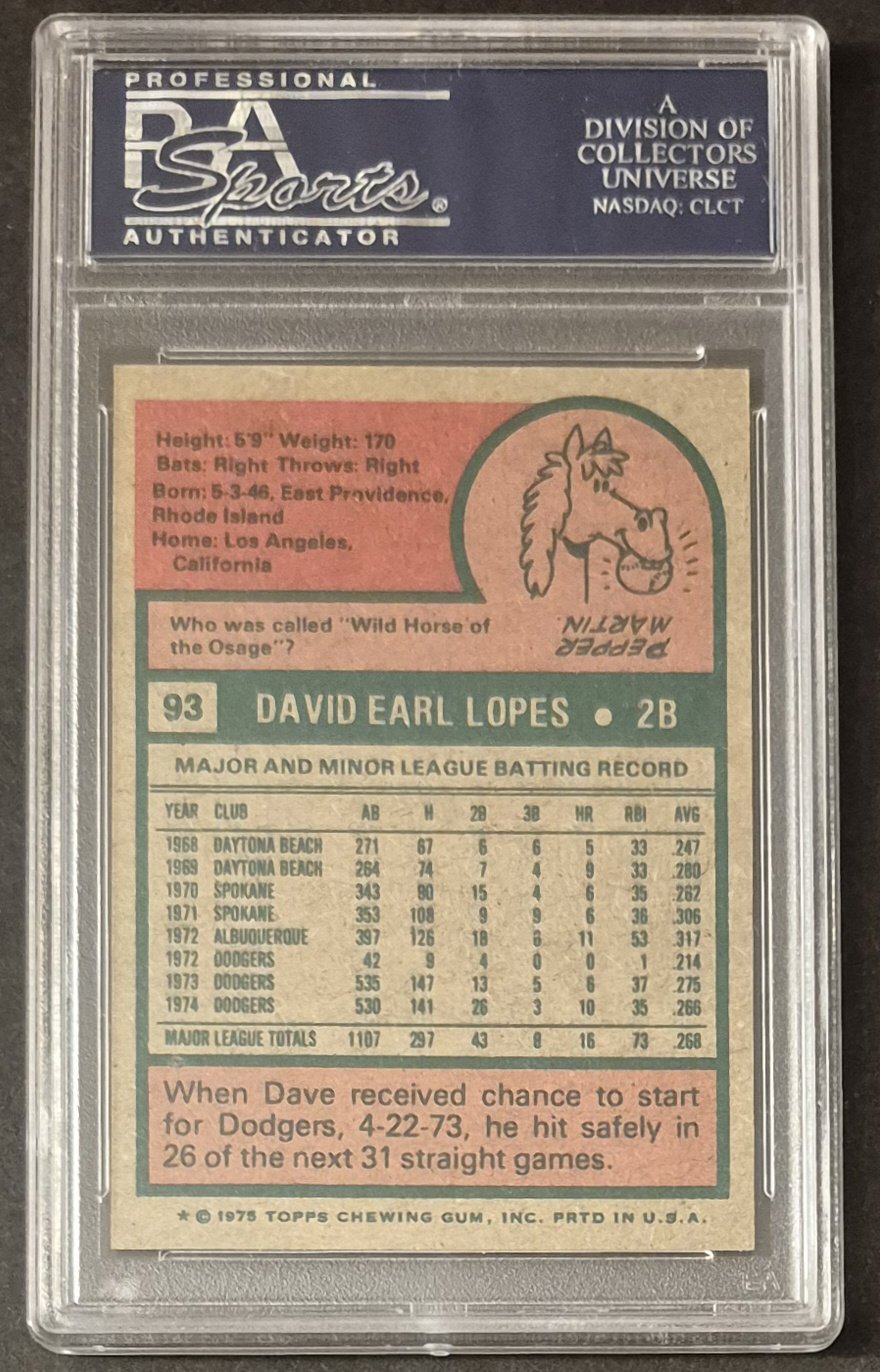 PROFESSIONAL
PSA
Sports®
AUTHENTICATOR
A
DIVISION OF
COLLECTORS
UNIVERSE
NASDAQ: CLCT
Height: 5'9" Weight: 170
Bats: Right Throws: Right
Born: 5-3-46, East Providence,
Rhode Island
Home: Los Angeles,
California
Who was called "Wild Horse of
the Osage"?
PEPPER
MARTIN.
93 DAVID EARL LOPES • 2B
MAJOR AND MINOR LEAGUE BATTING RECORD
YEAR CLUB AB H 2B 3B HR RBI AVG
1968 DAYTONA BEACH 271 67 6 6 5 33 .247
1969 DAYTONA BEACH 264 74 7 4 9 33 .280
1970 SPOKANE 343 90 15 4 6 35 .262
1971 SPOKANE 353 108 9 9 6 36 .306
1972 ALBUQUERQUE 397 126 18 6 11 53 .317
1972 DODGERS 42 9 4 0 0 1 .214
1973 DODGERS 535 147 13 5 6 37 .275
1974 DODGERS 530 141 26 3 10 35 .266
MAJOR LEAGUE TOTALS 1107 297 43 8 16 73 .268
When Dave received chance to start
for Dodgers, 4-22-73, he hit safely in
26 of the next 31 straight games.
* © 1975 TOPPS CHEWING GUM, INC. PRTD IN U.S.A.